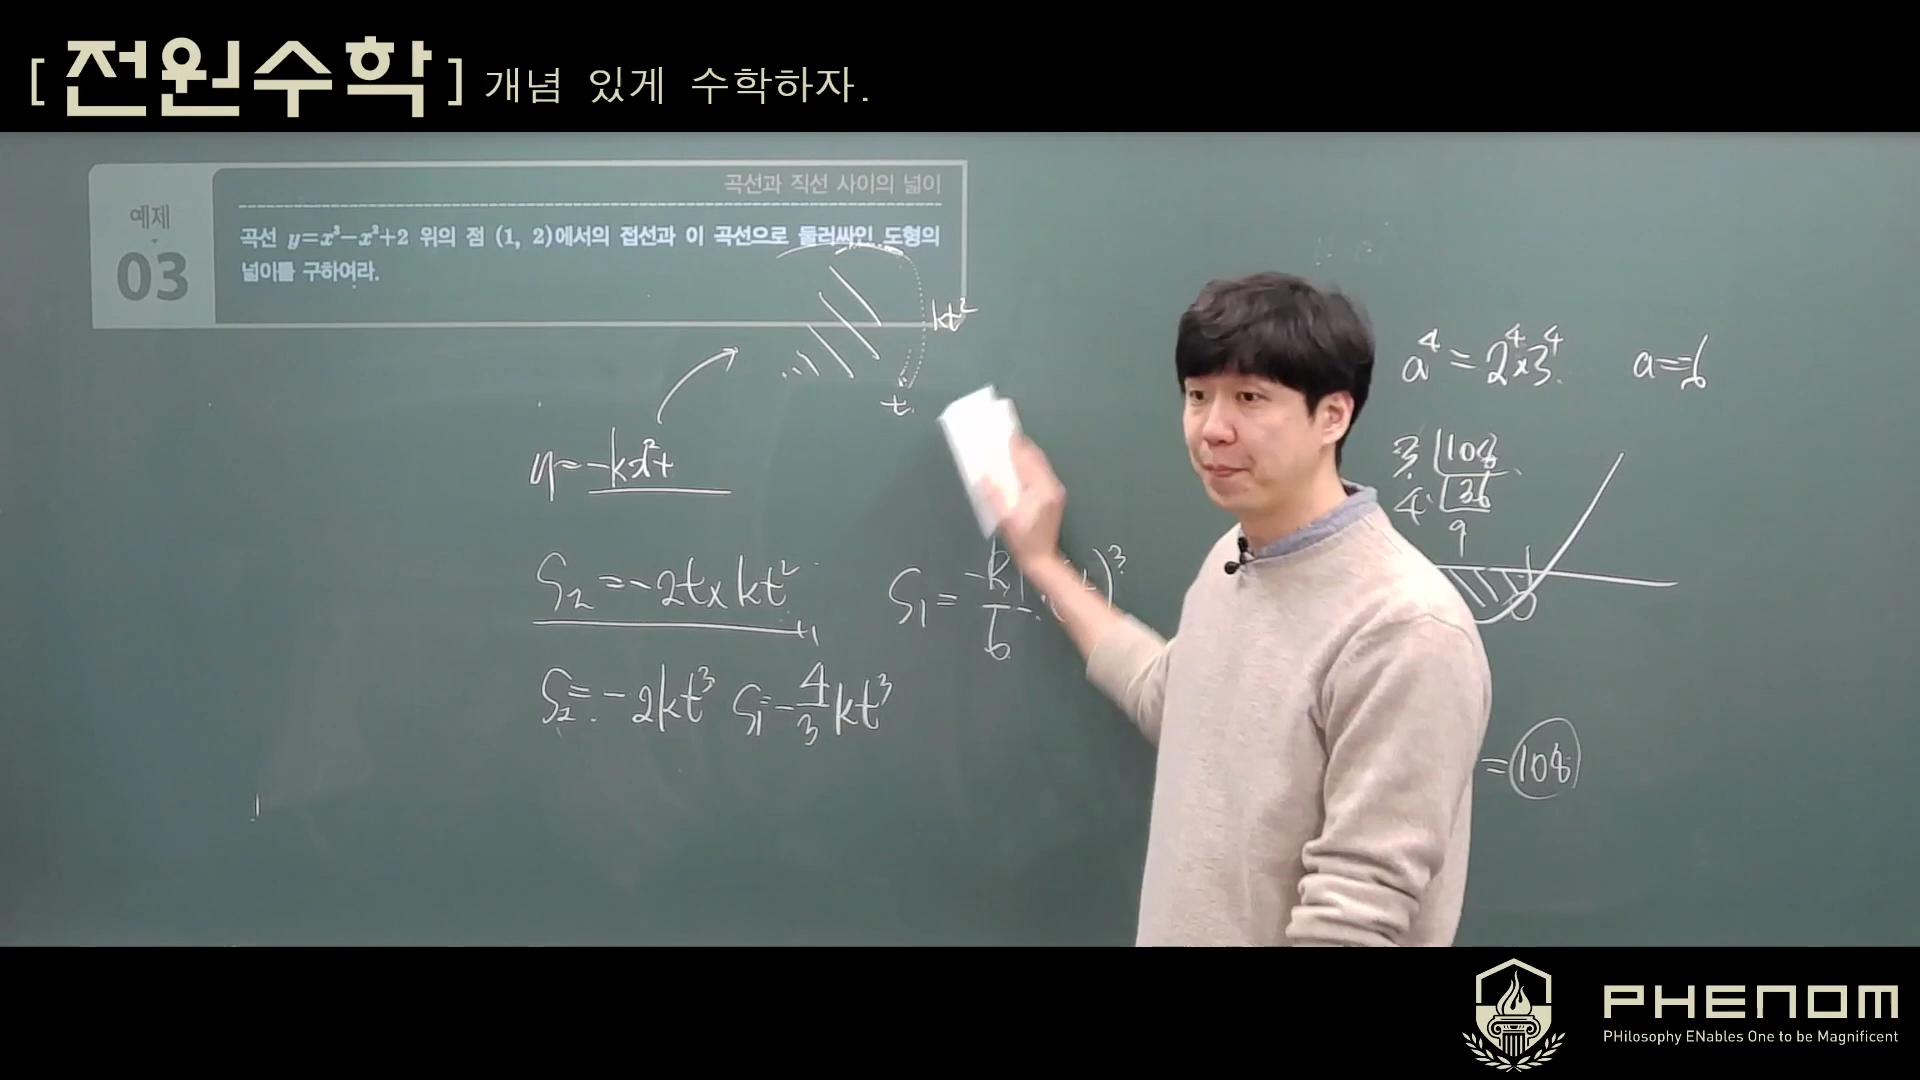 [전원수학] 개념 있게 수학하자.
곡선과 직선 사이의 넓이
예제
03
곡선 y=x³−x²+2 위의 점 (1, 2)에서의 접선과 이 곡선으로 둘러싸인 도형의
넓이를 구하여라.
kt²
t
y=-kx²+
S₂=-2t×kt²
S₁=
6
S₂=-2kt³ S₁=-4/3kt³
a⁴=2⁴×3⁴ a=-6
3 108
4 36
9
=108
PHENOM
PHilosophy ENables One to be Magnificent